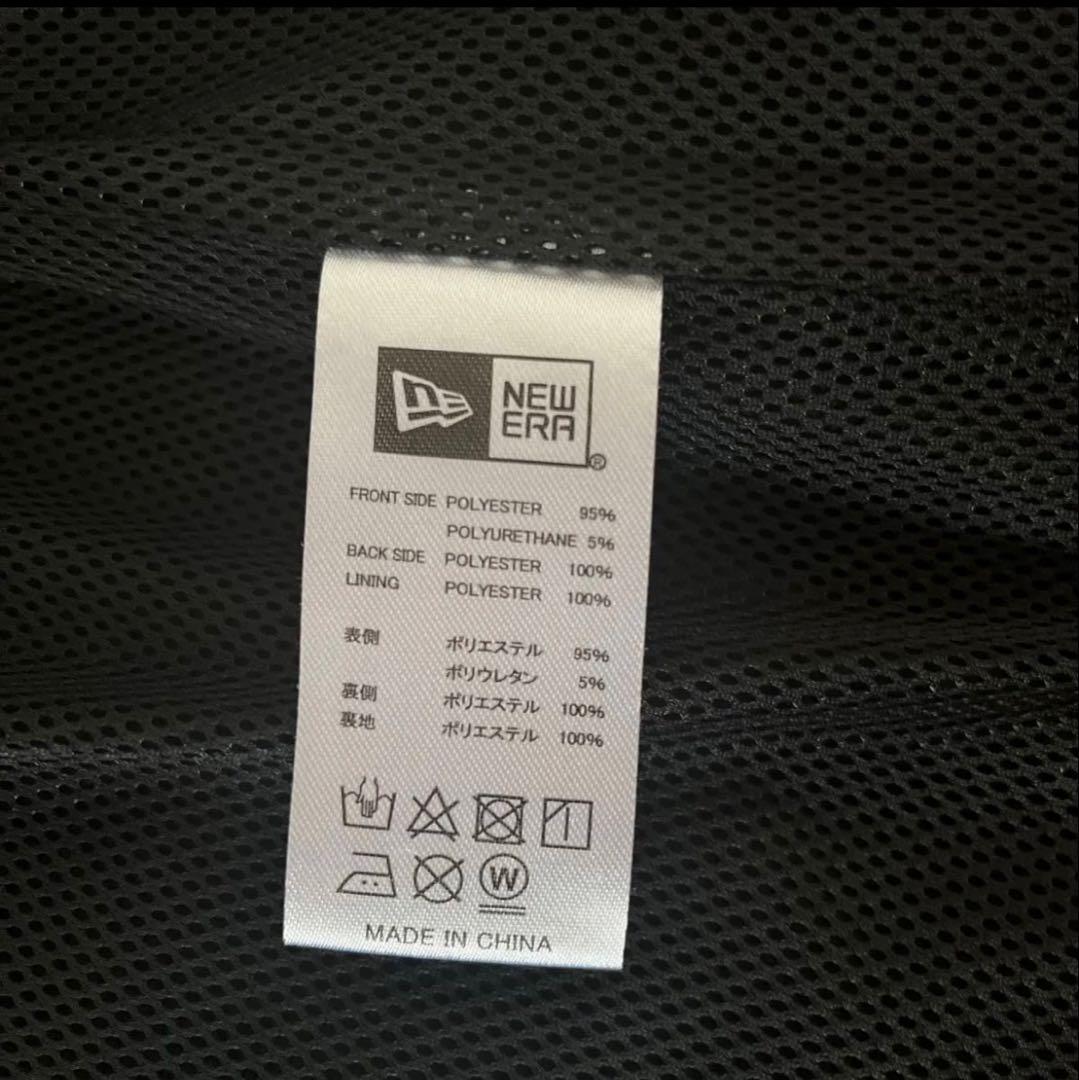 NEW
ERA
®
FRONT SIDE POLYESTER 95%
POLYURETHANE 5%
BACK SIDE POLYESTER 100%
LINING POLYESTER 100%
表側 ポリエステル 95%
ポリウレタン 5%
裏側 ポリエステル 100%
裏地 ポリエステル 100%
W
MADE IN CHINA